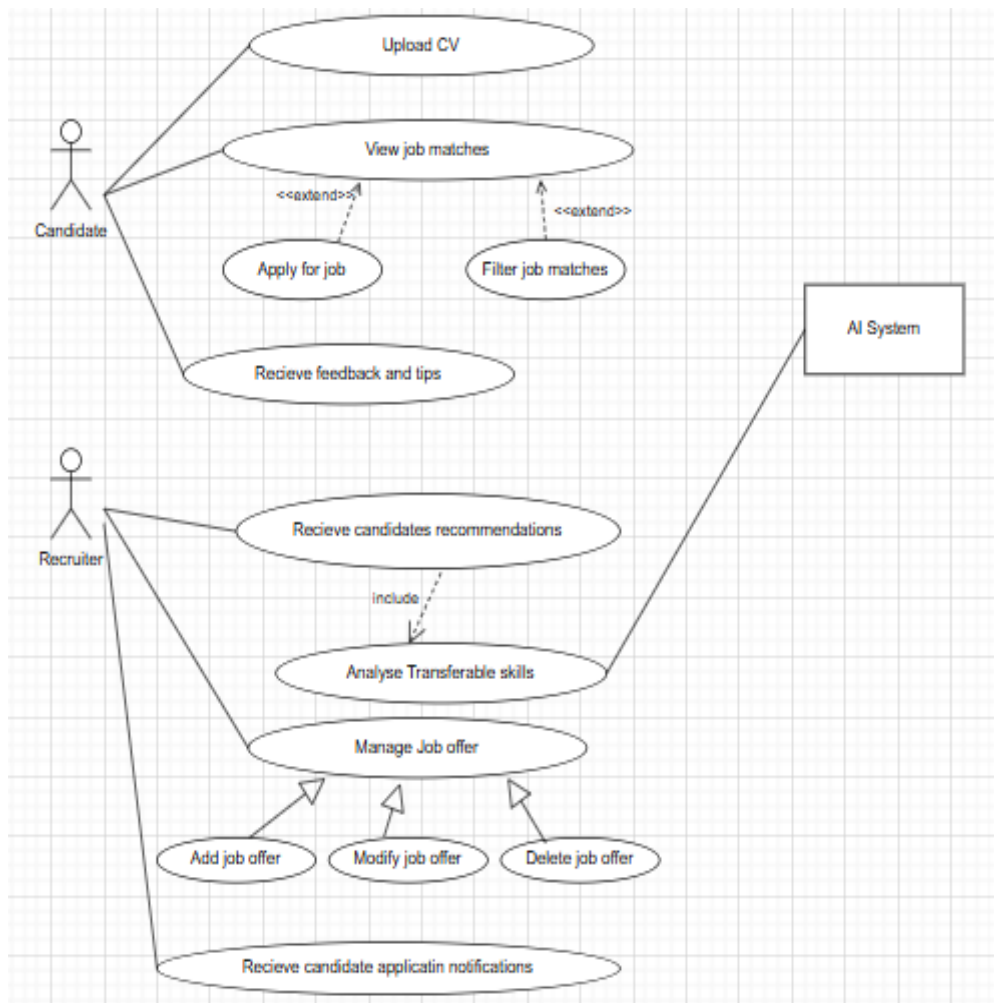 Upload CV
View job matches
<<extend>>
<<extend>>
Candidate
Apply for job
Filter job matches
AI System
Recieve feedback and tips
Recruiter
Recieve candidates recommendations
include
Analyse Transferable skills
Manage Job offer
Add job offer
Modify job offer
Delete job offer
Recieve candidate applicatin notifications